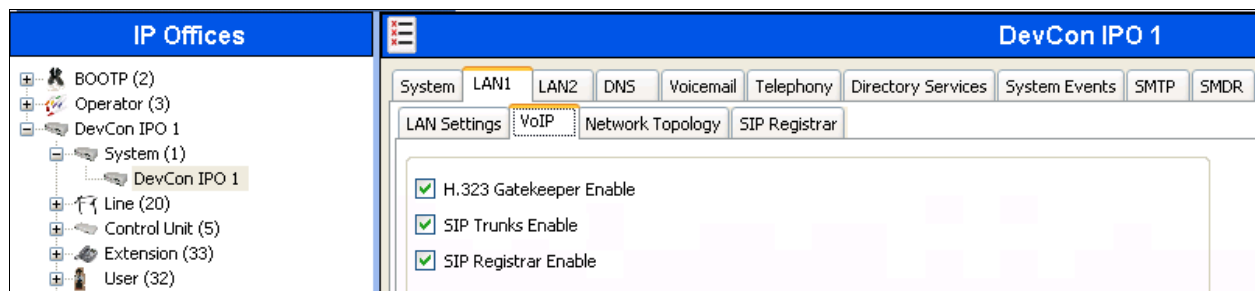 IP Offices
BOOTP (2)
Operator (3)
DevCon IPO 1
System (1)
DevCon IPO 1
Line (20)
Control Unit (5)
Extension (33)
User (32)
DevCon IPO 1
System LAN1 LAN2 DNS Voicemail Telephony Directory Services System Events SMTP SMDR
LAN Settings VoIP Network Topology SIP Registrar
H.323 Gatekeeper Enable
SIP Trunks Enable
SIP Registrar Enable